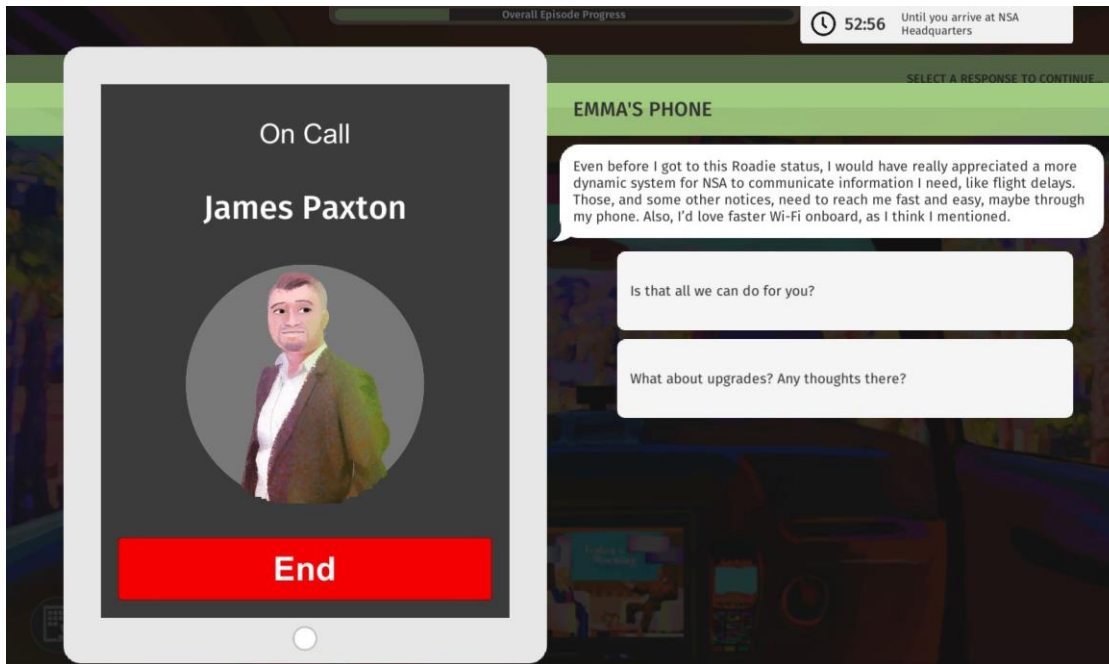 Overall Episode Progress
52:56
Until you arrive at NSA
Headquarters
SELECT A RESPONSE TO CONTINUE...
On Call
James Paxton
End
EMMA'S PHONE
Even before I got to this Roadie status, I would have really appreciated a more
dynamic system for NSA to communicate information I need, like flight delays.
Those, and some other notices, need to reach me fast and easy, maybe through
my phone. Also, I’d love faster Wi-Fi onboard, as I think I mentioned.
Is that all we can do for you?
What about upgrades? Any thoughts there?